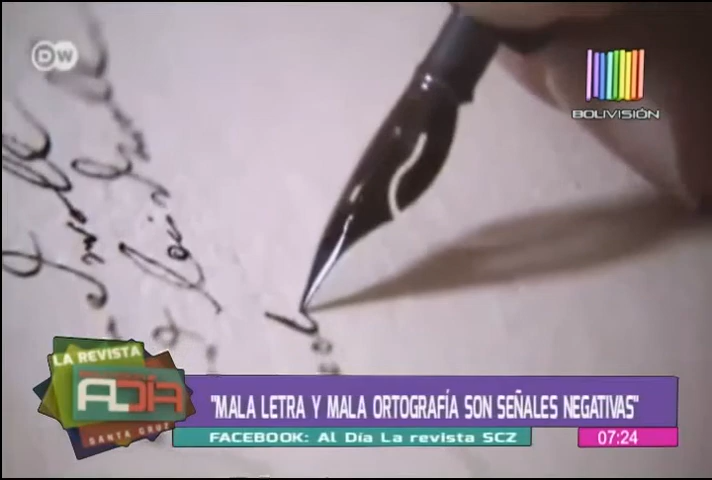 DW
BOLIVISIÓN
LA REVISTA
ALDÍA
SANTA CRUZ
"MALA LETRA Y MALA ORTOGRAFÍA SON SEÑALES NEGATIVAS"
FACEBOOK: Al Día La revista SCZ
07:24